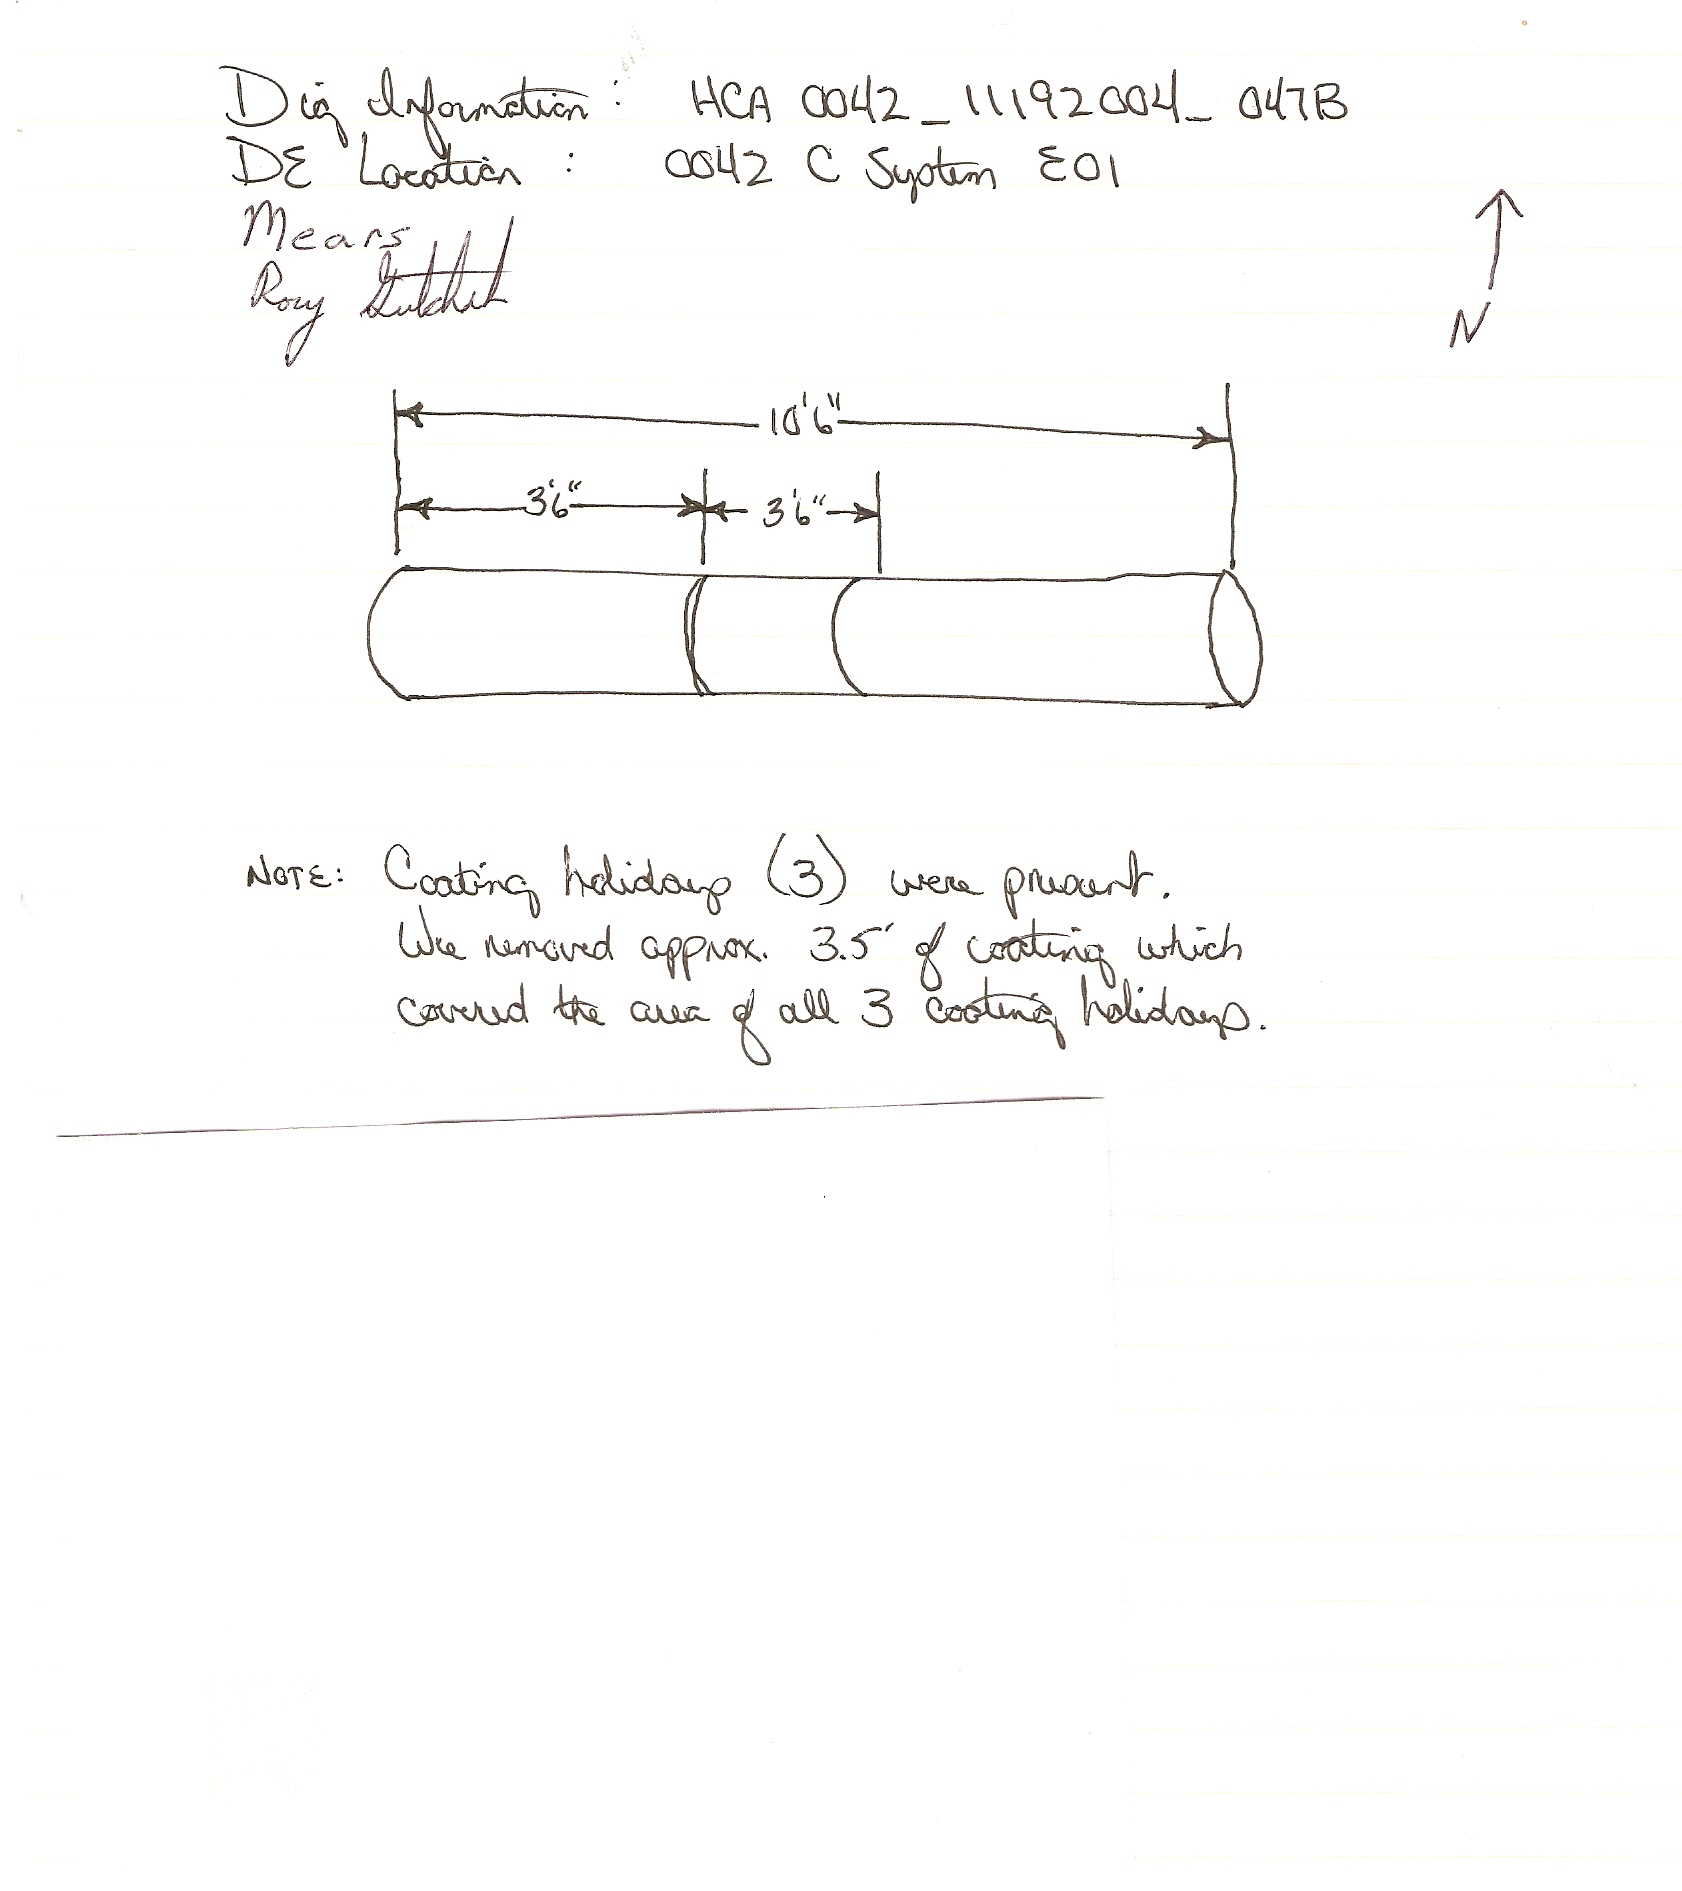 Dig Information : HCA 0042_11192004_047B
DE Location : 0042 C System E01
Mears
Rory
N
10'6"
3'6" 3'6"
NOTE: Coating holidays (3) were present.
We removed approx. 3.5' of coating which
covered the area of all 3 coating holidays.